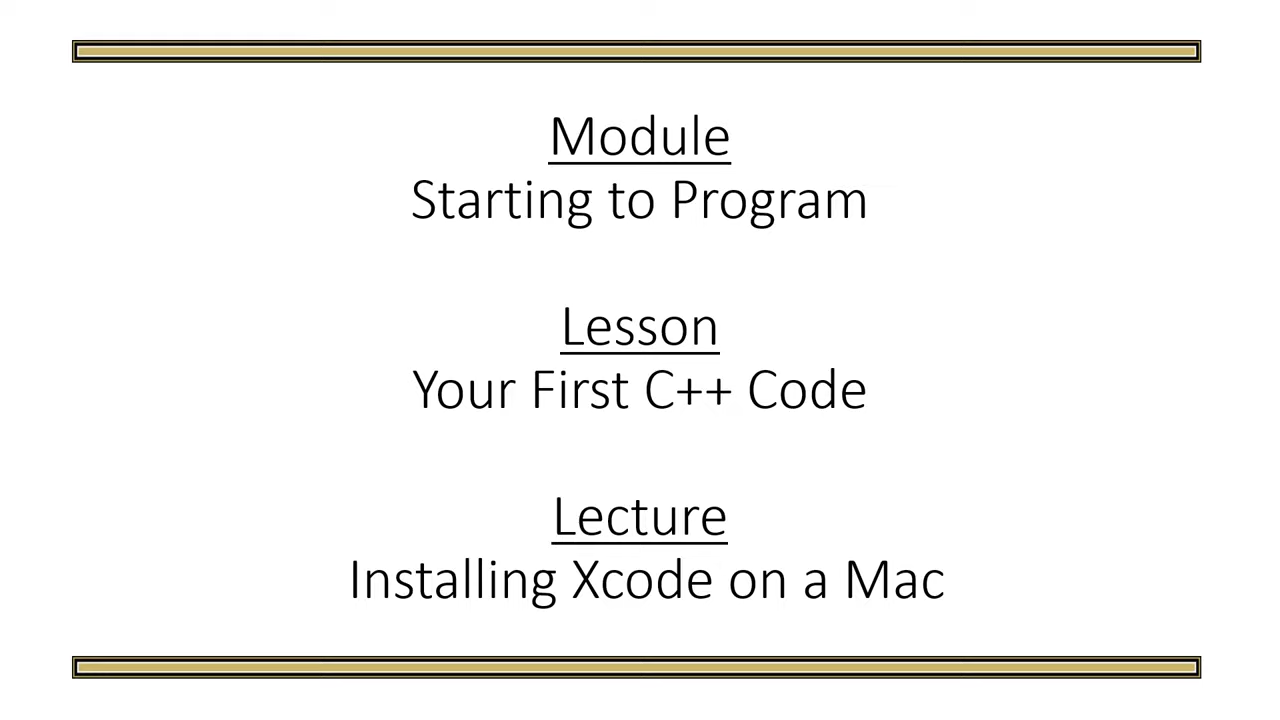 Module
Starting to Program
Lesson
Your First C++ Code
Lecture
Installing Xcode on a Mac